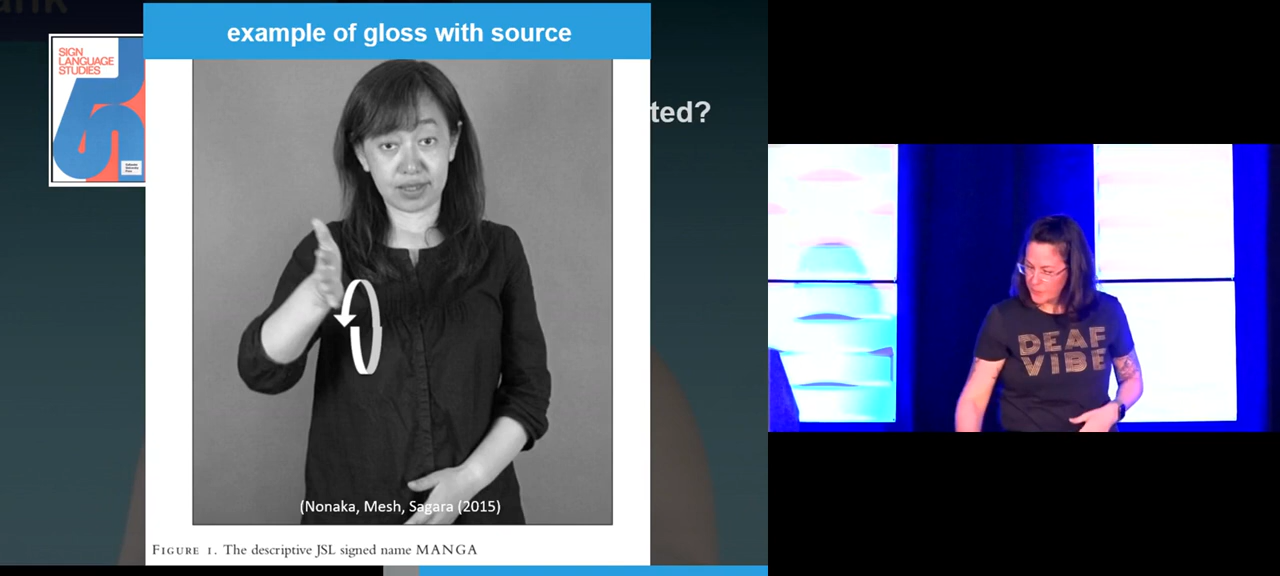 example of gloss with source
SIGN
LANGUAGE
STUDIES
ted?
(Nonaka, Mesh, Sagara (2015)
FIGURE 1. The descriptive JSL signed name MANGA
DEAF
VIBE